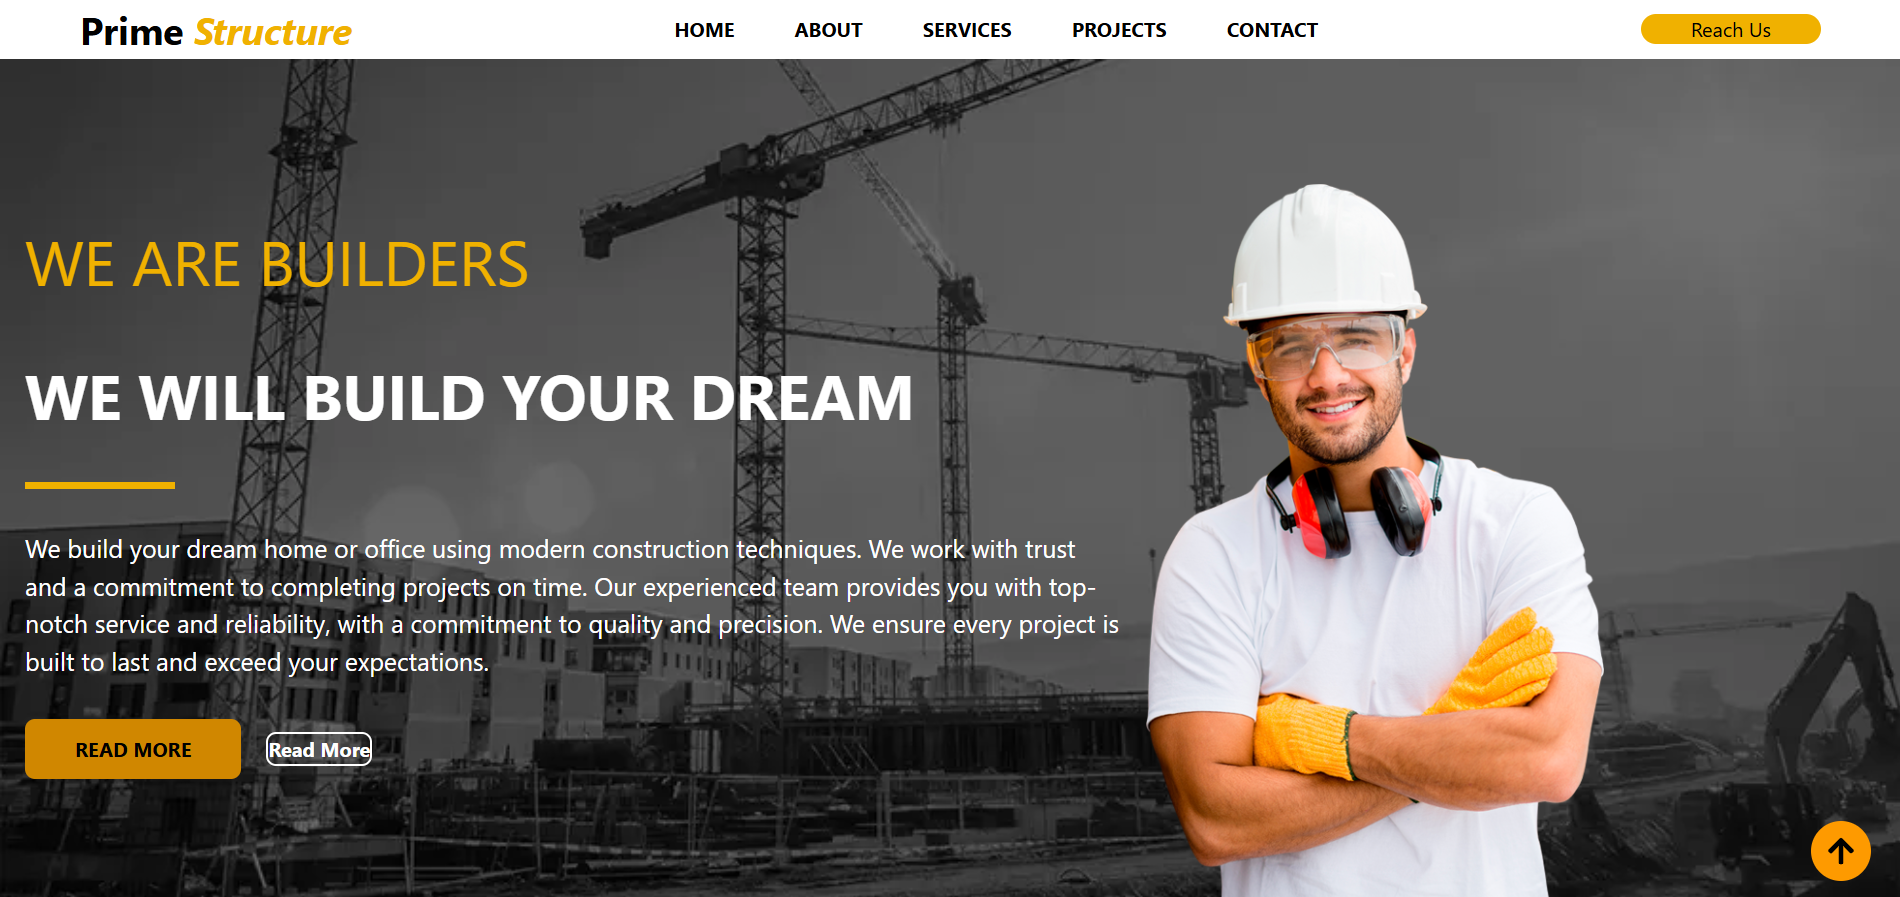 Prime Structure
HOME ABOUT SERVICES PROJECTS CONTACT
Reach Us
WE ARE BUILDERS
WE WILL BUILD YOUR DREAM
We build your dream home or office using modern construction techniques. We work with trust
and a commitment to completing projects on time. Our experienced team provides you with top-
notch service and reliability, with a commitment to quality and precision. We ensure every project is
built to last and exceed your expectations.
READ MORE Read More